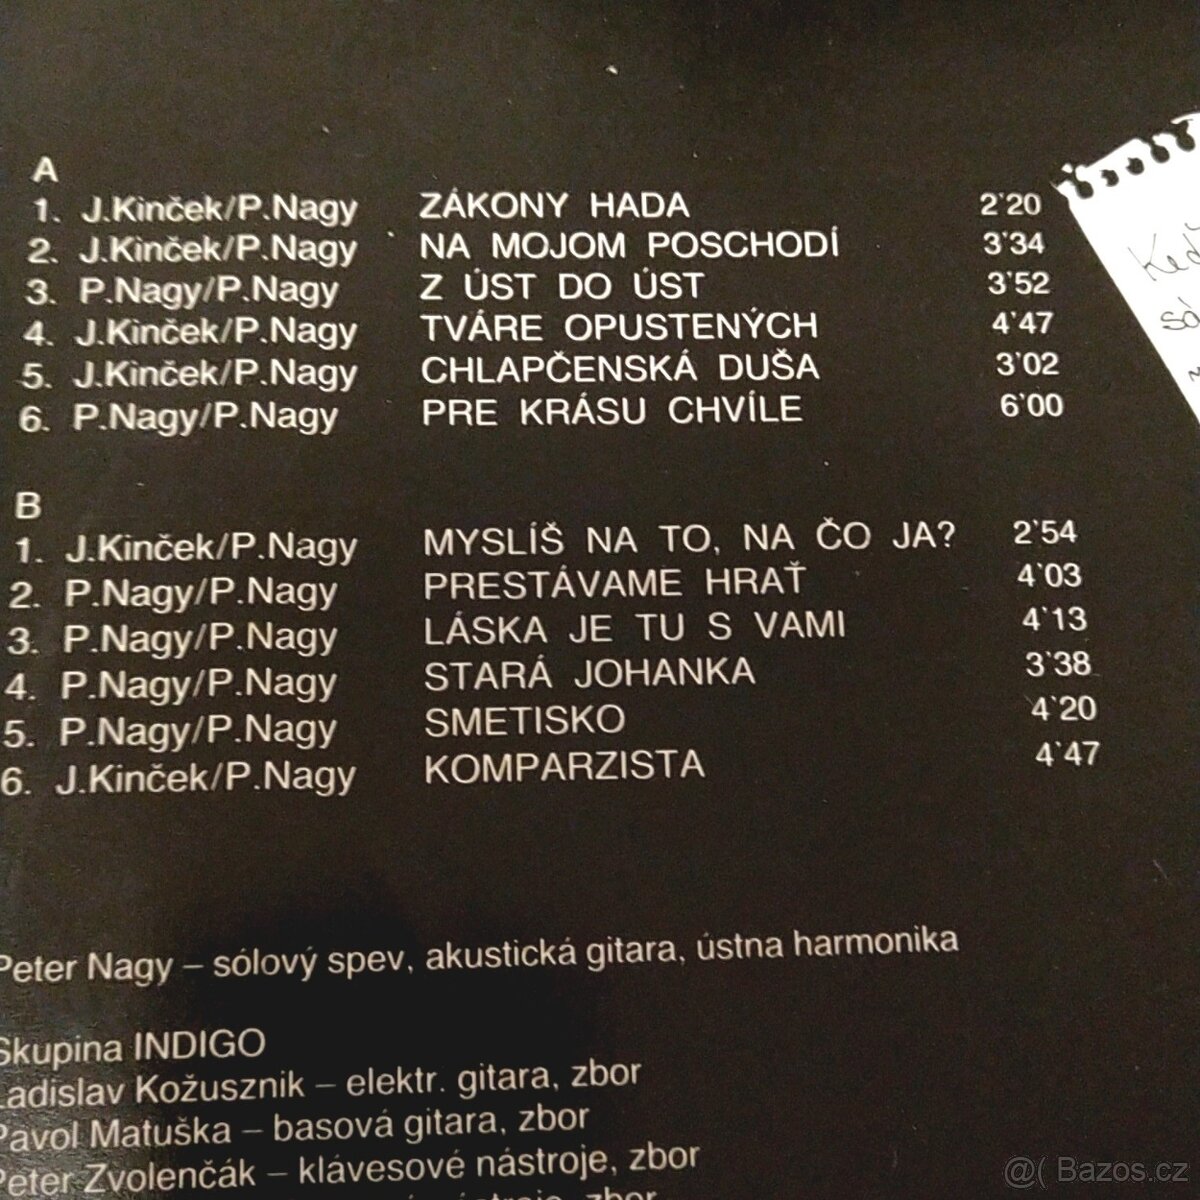 A
1. J.Kinček/P.Nagy ZÁKONY HADA 2'20
2. J.Kinček/P.Nagy NA MOJOM POSCHODÍ 3'34
3. P.Nagy/P.Nagy Z ÚST DO ÚST 3'52
4. J.Kinček/P.Nagy TVÁRE OPUSTENÝCH 4'47
5. J.Kinček/P.Nagy CHLAPČENSKÁ DUŠA 3'02
6. P.Nagy/P.Nagy PRE KRÁSU CHVÍLE 6'00
B
1. J.Kinček/P.Nagy MYSLÍŠ NA TO, NA ČO JA? 2'54
2. P.Nagy/P.Nagy PRESTÁVAME HRAŤ 4'03
3. P.Nagy/P.Nagy LÁSKA JE TU S VAMI 4'13
4. P.Nagy/P.Nagy STARÁ JOHANKA 3'38
5. P.Nagy/P.Nagy SMETISKO 4'20
6. J.Kinček/P.Nagy KOMPARZISTA 4'47
Peter Nagy – sólový spev, akustická gitara, ústna harmonika
Skupina INDIGO
Ladislav Kožusznik – elektr. gitara, zbor
Pavol Matuška – basová gitara, zbor
Peter Zvolenčák – klávesové nástroje, zbor
@( Bazos.cz